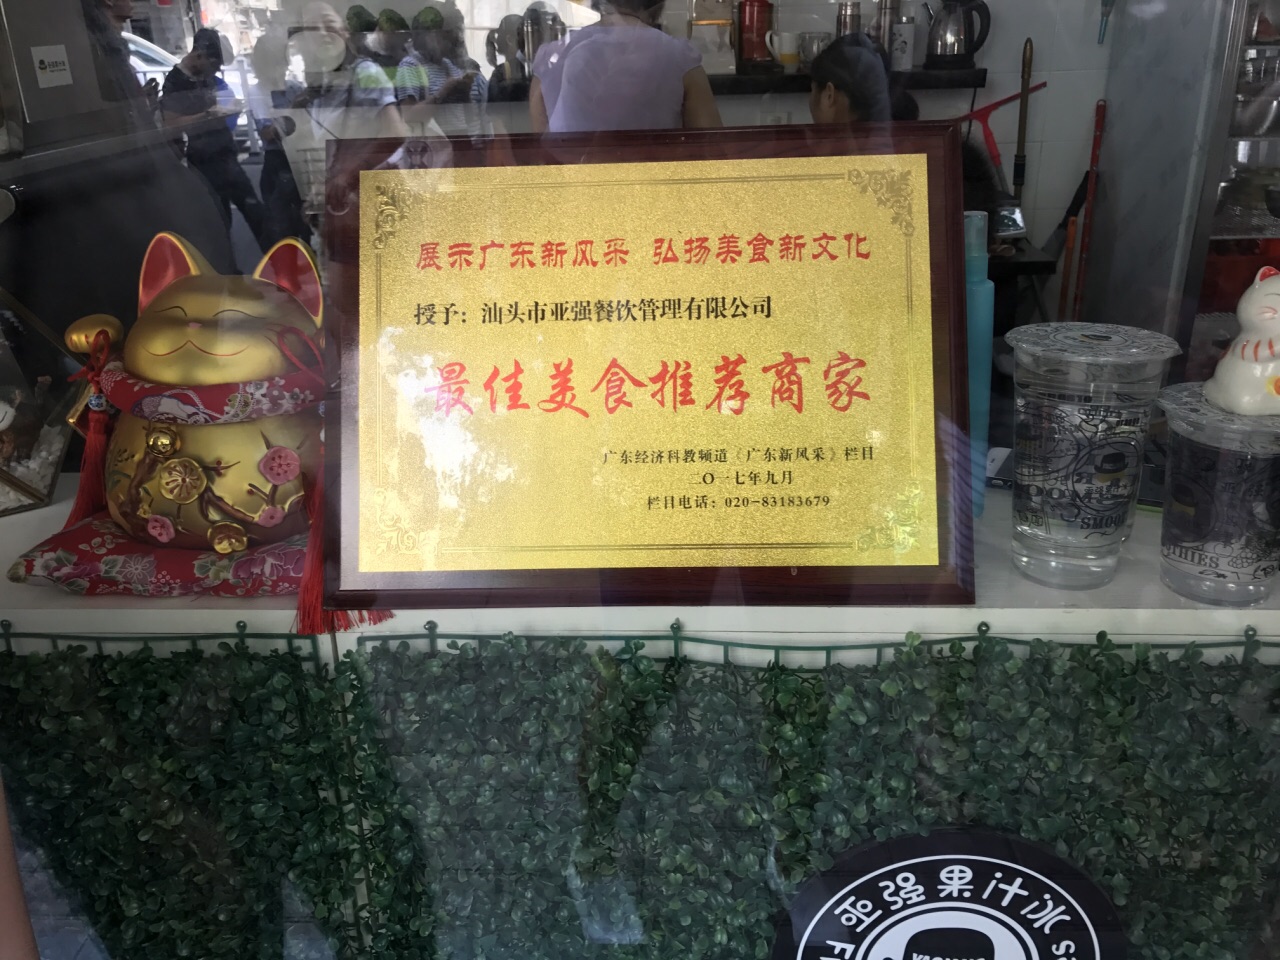 展示广东新风采 弘扬美食新文化
授予：汕头市亚强餐饮管理有限公司
最佳美食推荐商家
广东经济科教频道《广东新风采》栏目
二〇一七年九月
栏目电话：020-83183679
亚强果汁冰